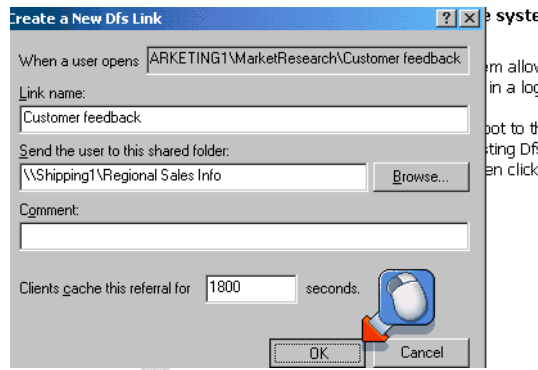 Create a New Dfs Link
When a user opens ARKETING1\MarketResearch\Customer feedback
Link name:
Customer feedback
Send the user to this shared folder:
\\Shipping1\Regional Sales Info
Browse...
Comment:
Clients cache this referral for 1800 seconds.
OK Cancel
e syste
em allov
in a log
oot to th
sting Dfs
en click